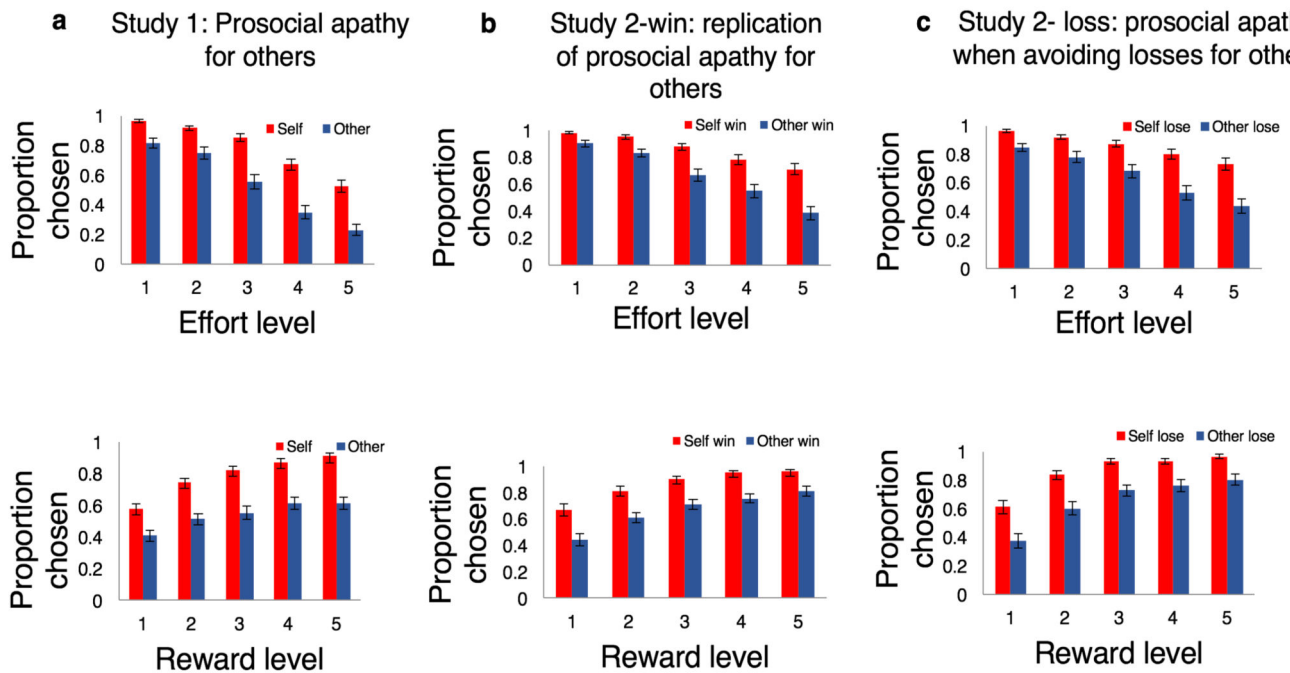 a Study 1: Prosocial apathy
for others
b Study 2-win: replication
of prosocial apathy for
others
c Study 2- loss: prosocial apath
when avoiding losses for othe
Proportion
chosen
1
0.8
0.6
0.4
0.2
0
Self Other
1 2 3 4 5
Effort level
Proportion
chosen
1
0.8
0.6
0.4
0.2
0
Self win Other win
1 2 3 4 5
Effort level
Proportion
chosen
1
0.8
0.6
0.4
0.2
0
Self lose Other lose
1 2 3 4 5
Effort level
Proportion
chosen
1
0.8
0.6
0.4
0.2
0
Self Other
1 2 3 4 5
Reward level
Proportion
chosen
1
0.8
0.6
0.4
0.2
0
Self win Other win
1 2 3 4 5
Reward level
Proportion
chosen
1
0.8
0.6
0.4
0.2
0
Self lose Other lose
1 2 3 4 5
Reward level